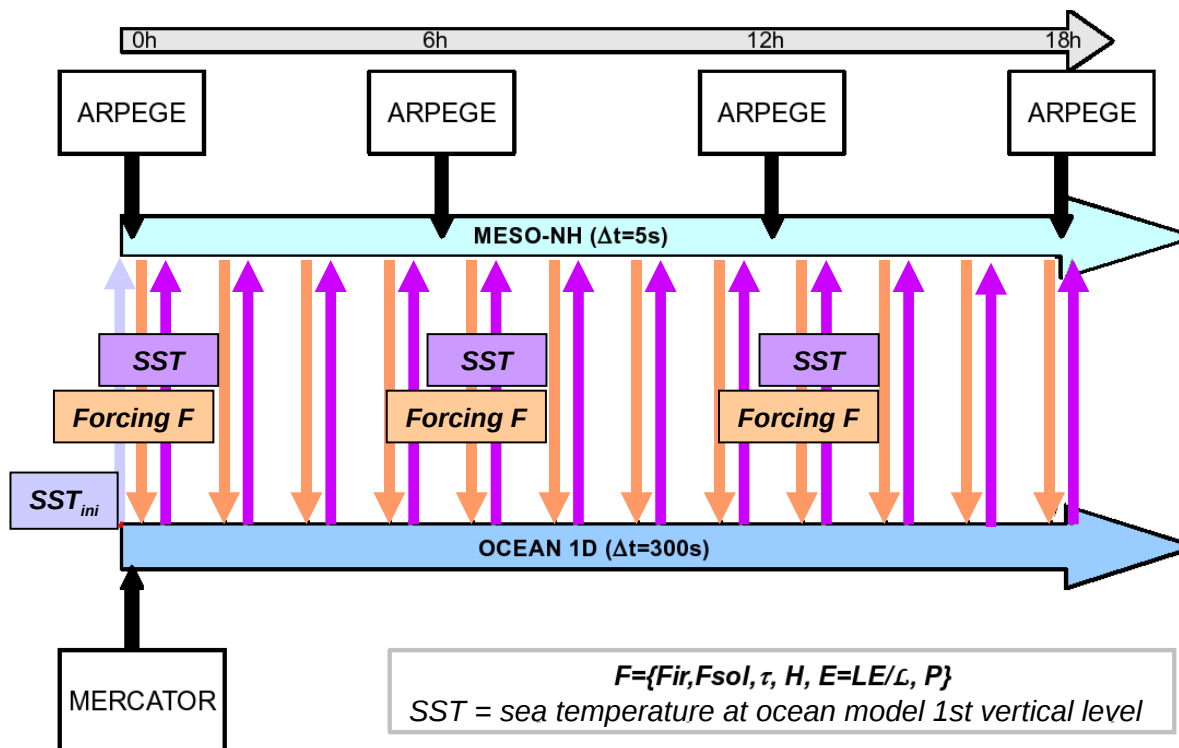 0h
6h
12h
18h
ARPEGE
ARPEGE
ARPEGE
ARPEGE
MESO-NH (Δt=5s)
SST
SST
SST
Forcing F
Forcing F
Forcing F
SSTini
OCEAN 1D (Δt=300s)
MERCATOR
F={Fir,Fsol,τ, H, E=LE/ℒ, P}
SST = sea temperature at ocean model 1st vertical level